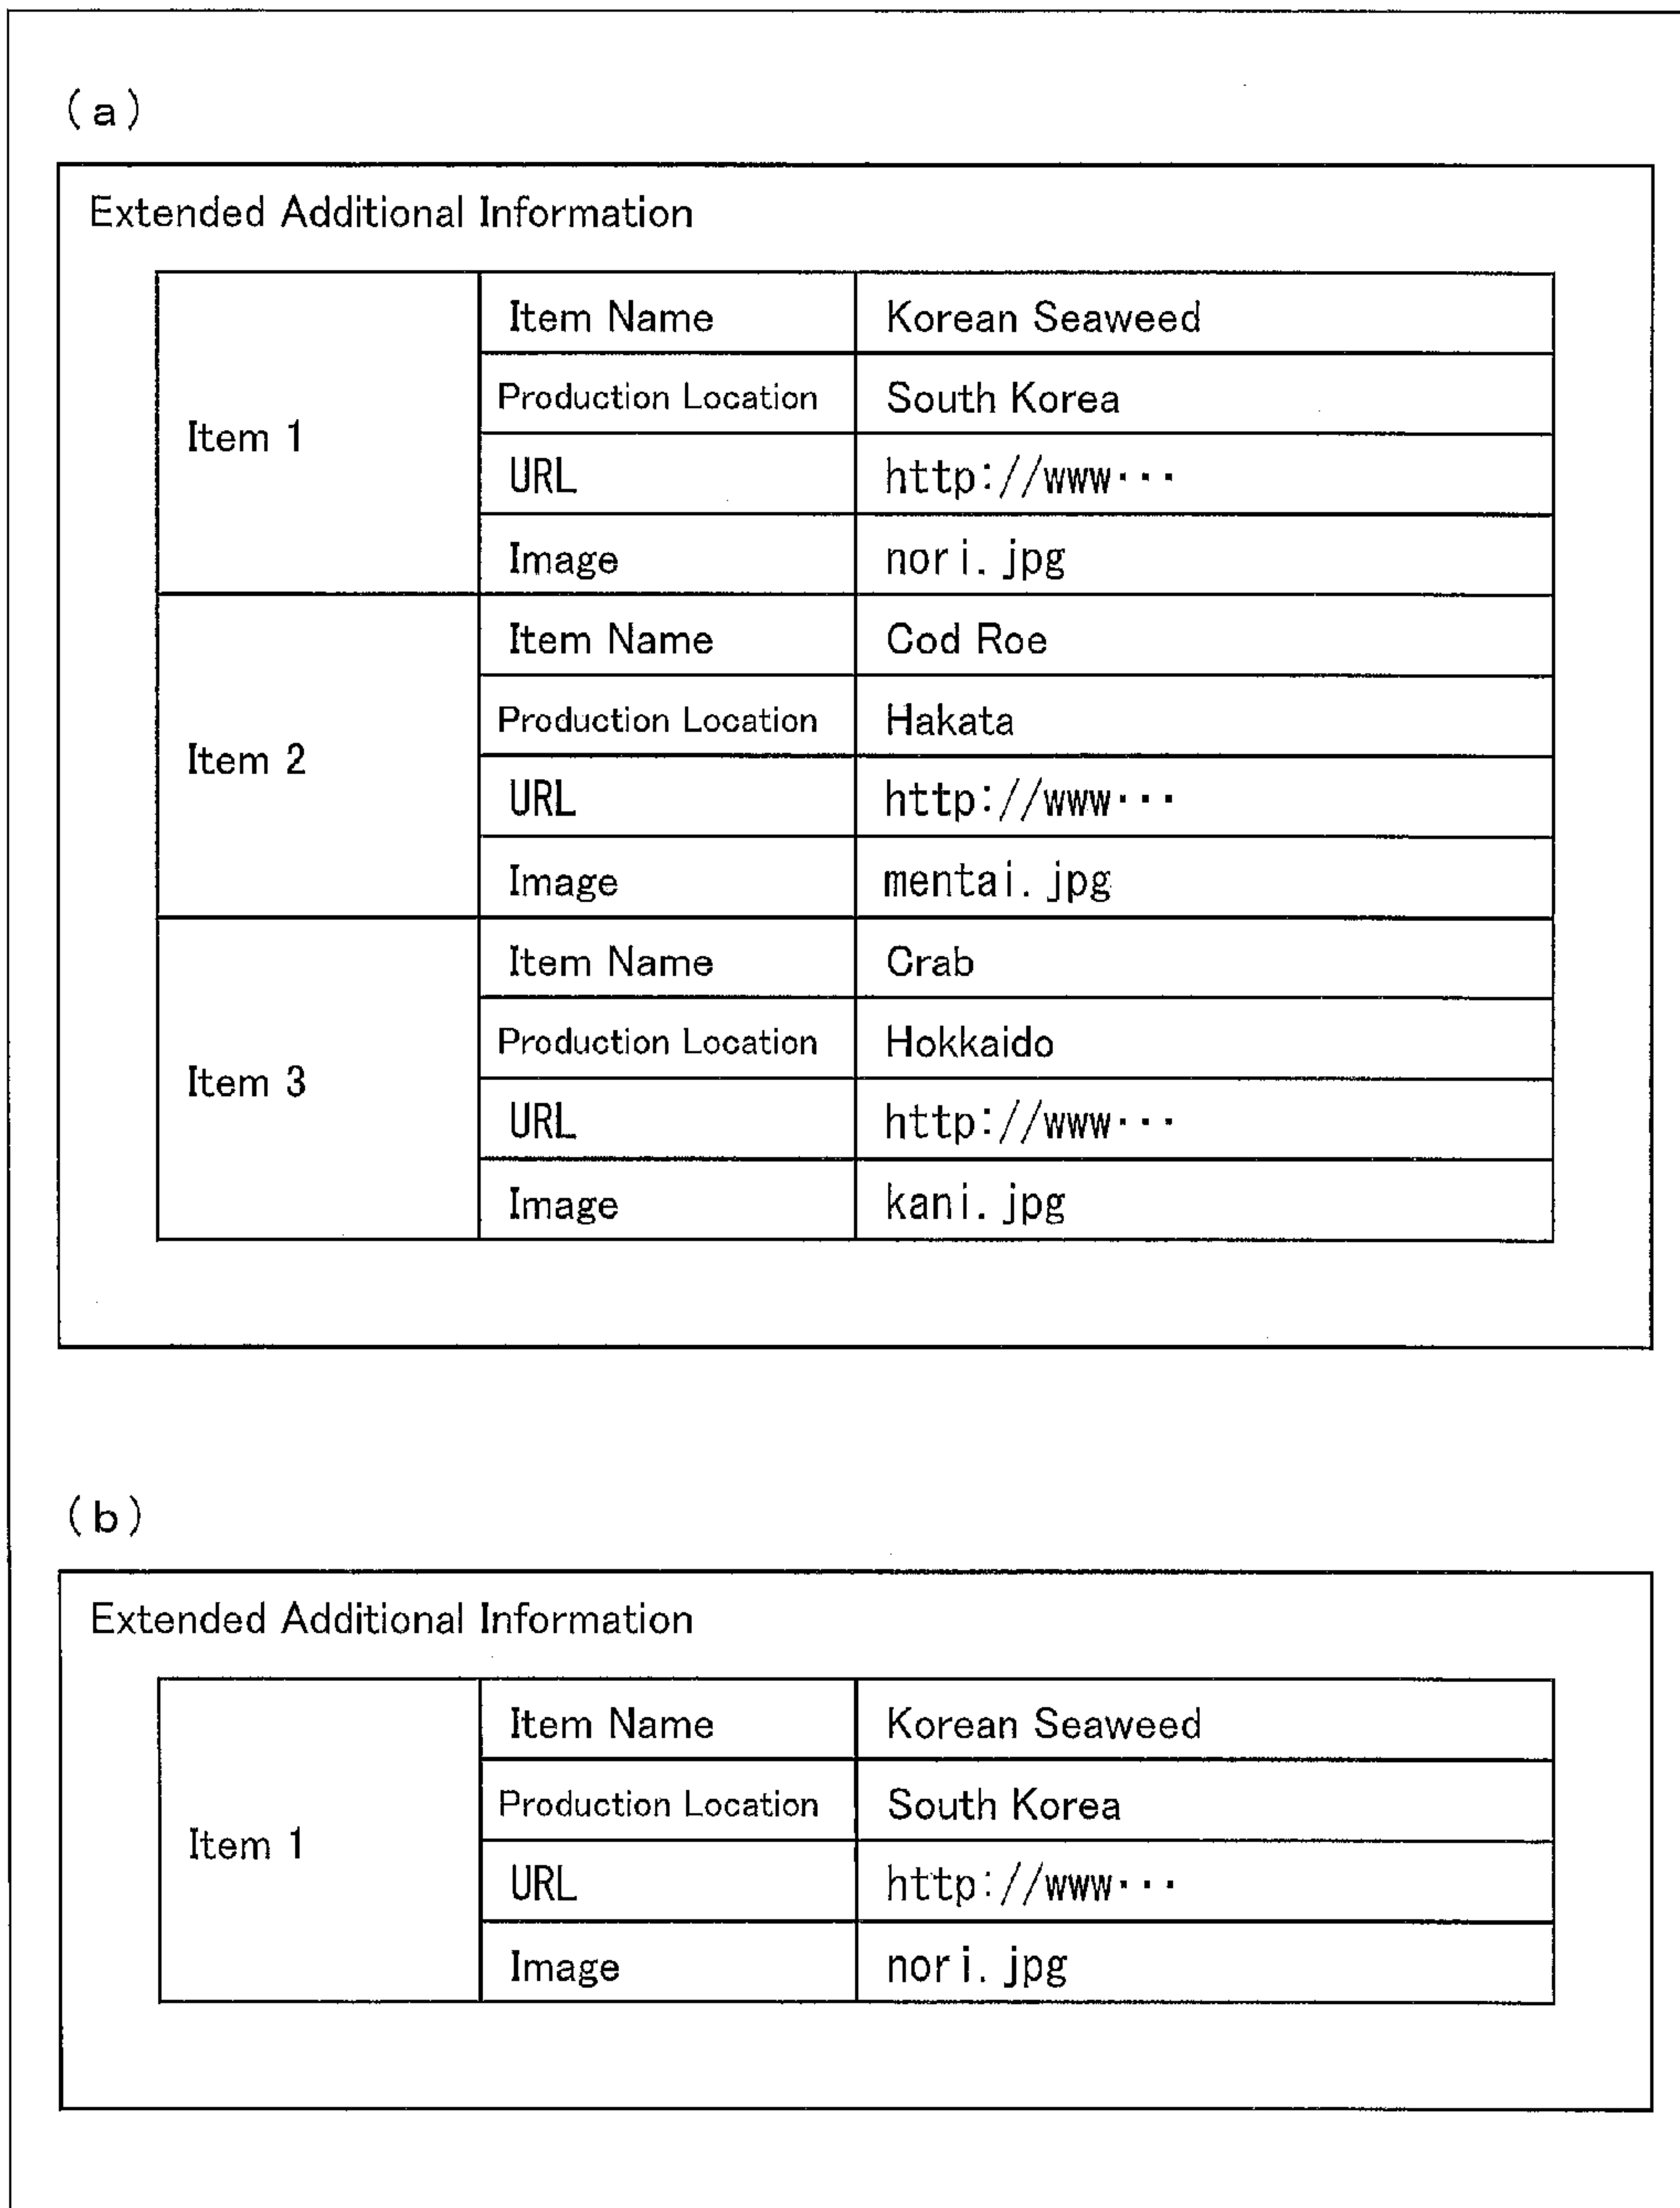 (a)
Extended Additional Information
Item 1
Item Name Korean Seaweed
Production Location South Korea
URL http://www・・・
Image nori.jpg
Item 2
Item Name Cod Roe
Production Location Hakata
URL http://www・・・
Image mentai.jpg
Item 3
Item Name Crab
Production Location Hokkaido
URL http://www・・・
Image kani.jpg
(b)
Extended Additional Information
Item 1
Item Name Korean Seaweed
Production Location South Korea
URL http://www・・・
Image nori.jpg